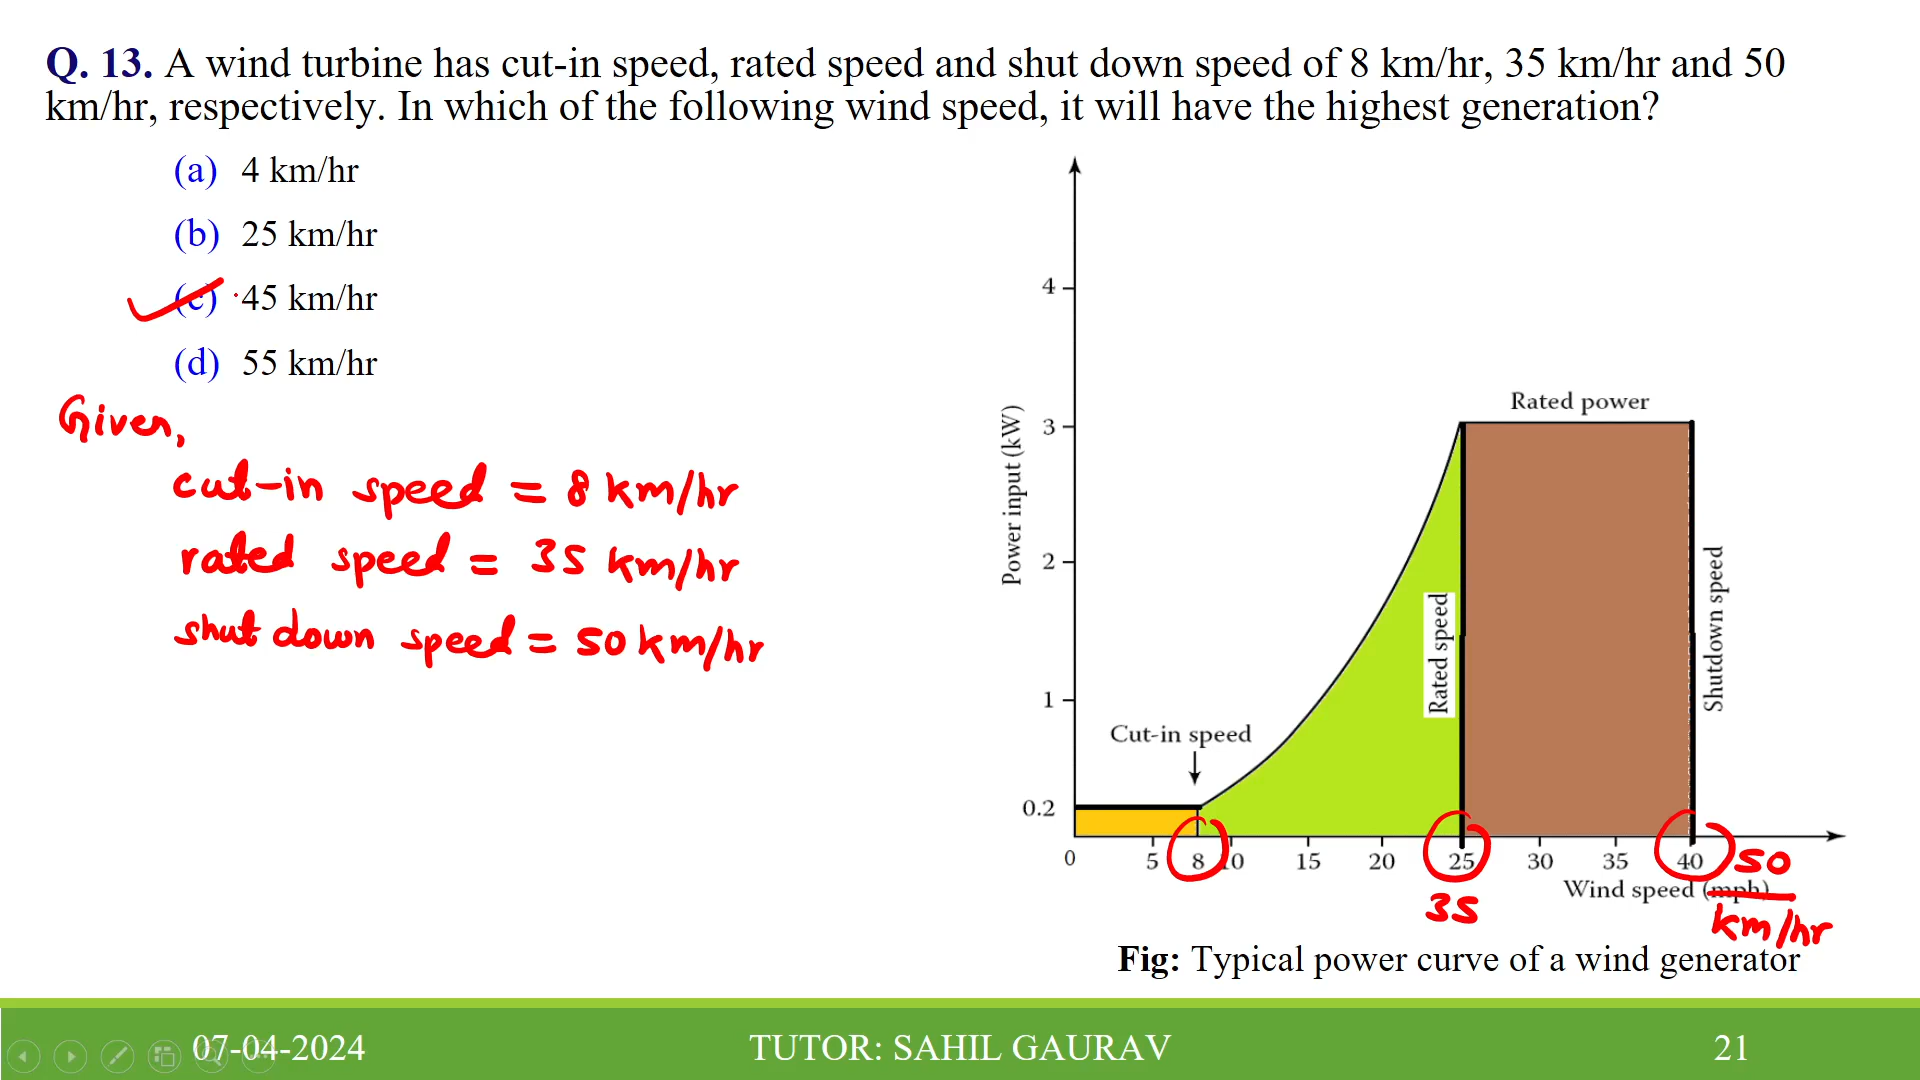 Q. 13. A wind turbine has cut-in speed, rated speed and shut down speed of 8 km/hr, 35 km/hr and 50
km/hr, respectively. In which of the following wind speed, it will have the highest generation?
(a) 4 km/hr
(b) 25 km/hr
(c) 45 km/hr
(d) 55 km/hr
Given,
cut-in speed = 8 km/hr
rated speed = 35 km/hr
shut down speed = 50 km/hr
4
Rated power
3
Power input (kW)
2
Rated speed
Shutdown speed
1
Cut-in speed
0.2
0 5 8 10 15 20 25 30 35 40 50
Wind speed (mph)
35
km/hr
Fig: Typical power curve of a wind generator
07-04-2024
TUTOR: SAHIL GAURAV
21